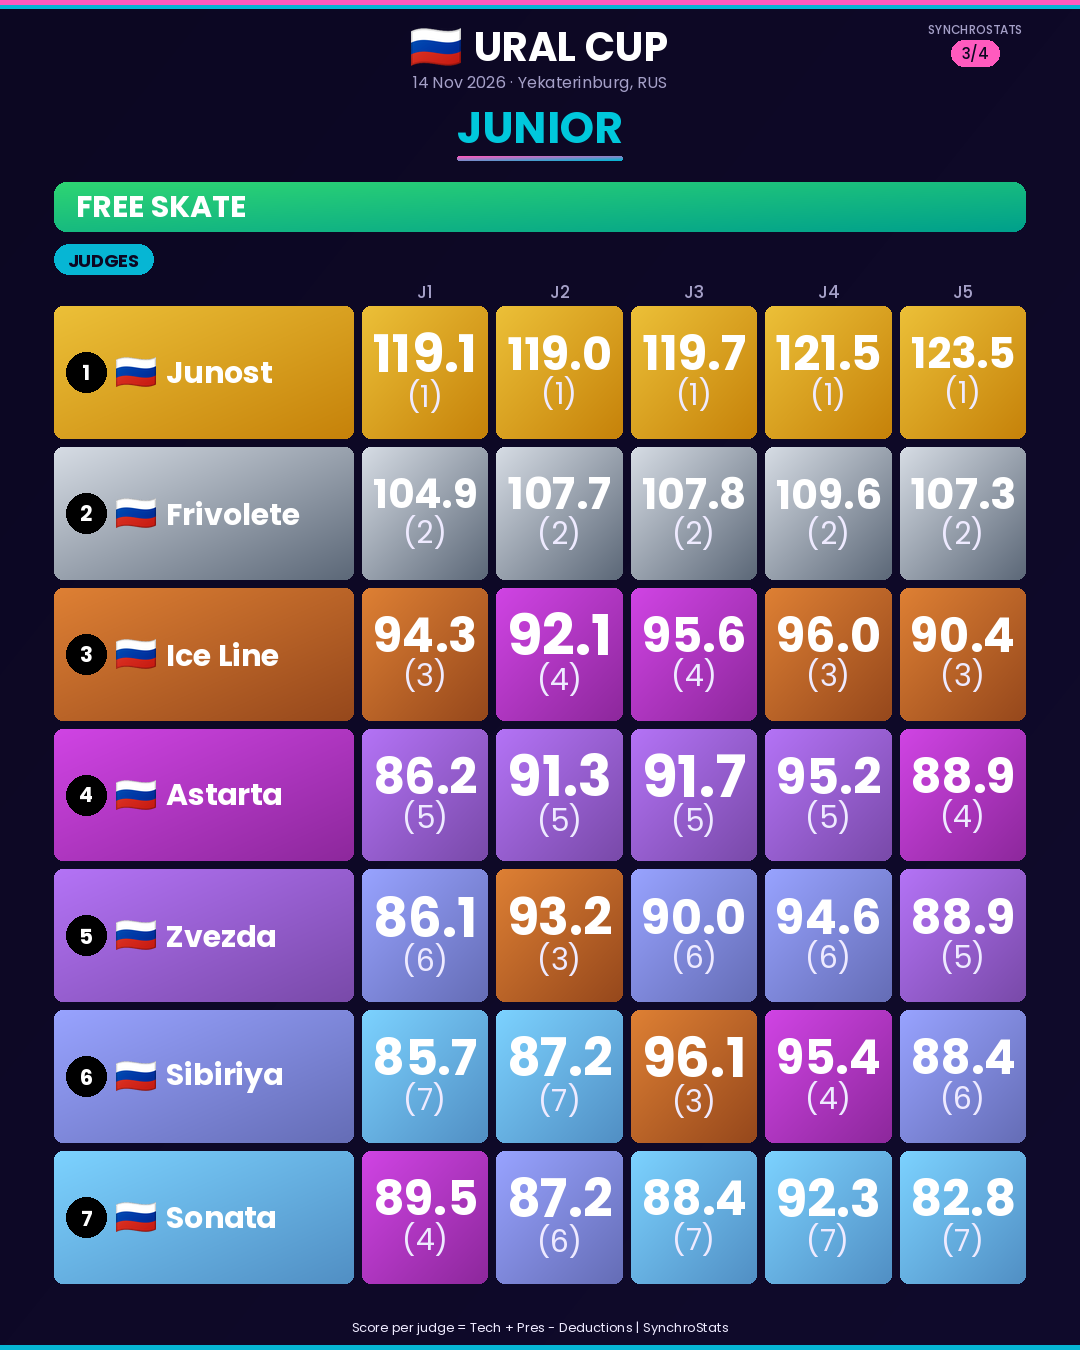 SYNCHROSTATS
URAL CUP
3/4
14 Nov 2026 · Yekaterinburg, RUS
JUNIOR
FREE SKATE
JUDGES
J1 J2 J3 J4 J5
1 Junost 119.1 (1) 119.0 (1) 119.7 (1) 121.5 (1) 123.5 (1)
2 Frivolete 104.9 (2) 107.7 (2) 107.8 (2) 109.6 (2) 107.3 (2)
3 Ice Line 94.3 (3) 92.1 (4) 95.6 (4) 96.0 (3) 90.4 (3)
4 Astarta 86.2 (5) 91.3 (5) 91.7 (5) 95.2 (5) 88.9 (4)
5 Zvezda 86.1 (6) 93.2 (3) 90.0 (6) 94.6 (6) 88.9 (5)
6 Sibiriya 85.7 (7) 87.2 (7) 96.1 (3) 95.4 (4) 88.4 (6)
7 Sonata 89.5 (4) 87.2 (6) 88.4 (7) 92.3 (7) 82.8 (7)
Score per judge = Tech + Pres - Deductions | SynchroStats